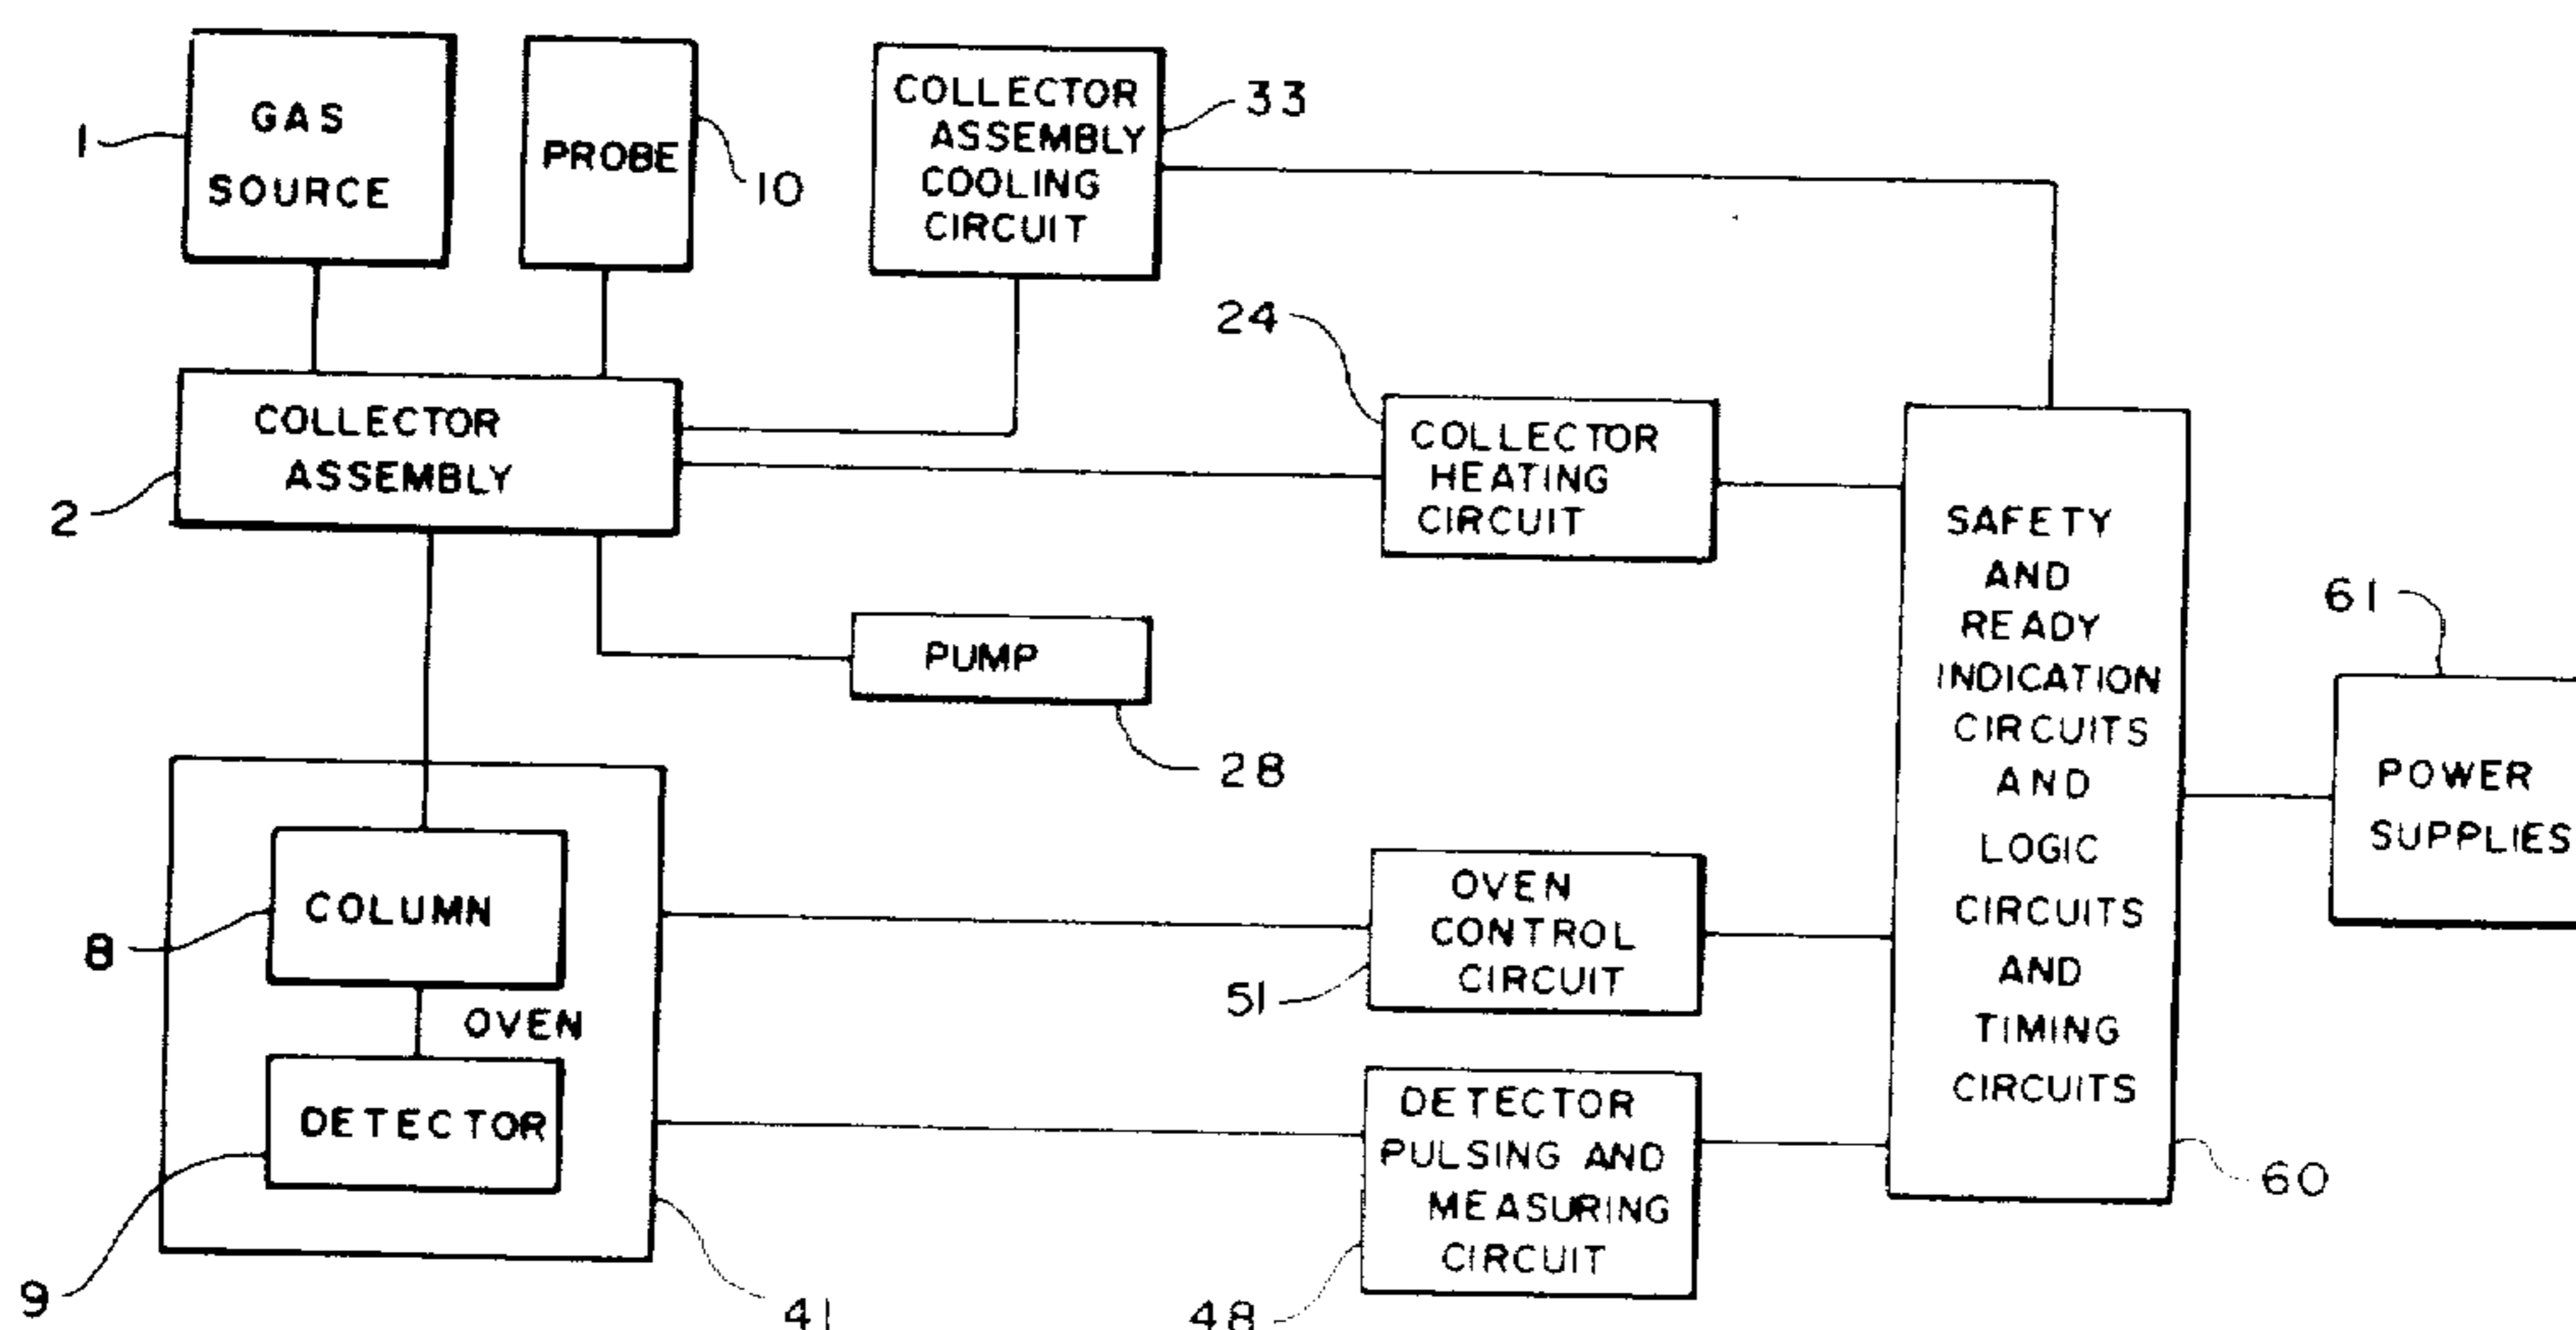 GAS
SOURCE
1
PROBE
10
COLLECTOR
ASSEMBLY
COOLING
CIRCUIT
33
COLLECTOR
ASSEMBLY
2
24
COLLECTOR
HEATING
CIRCUIT
PUMP
28
SAFETY
AND
READY
INDICATION
CIRCUITS
AND
LOGIC
CIRCUITS
AND
TIMING
CIRCUITS
60
61
POWER
SUPPLIES
COLUMN
8
OVEN
DETECTOR
9
41
OVEN
CONTROL
CIRCUIT
51
DETECTOR
PULSING AND
MEASURING
CIRCUIT
48